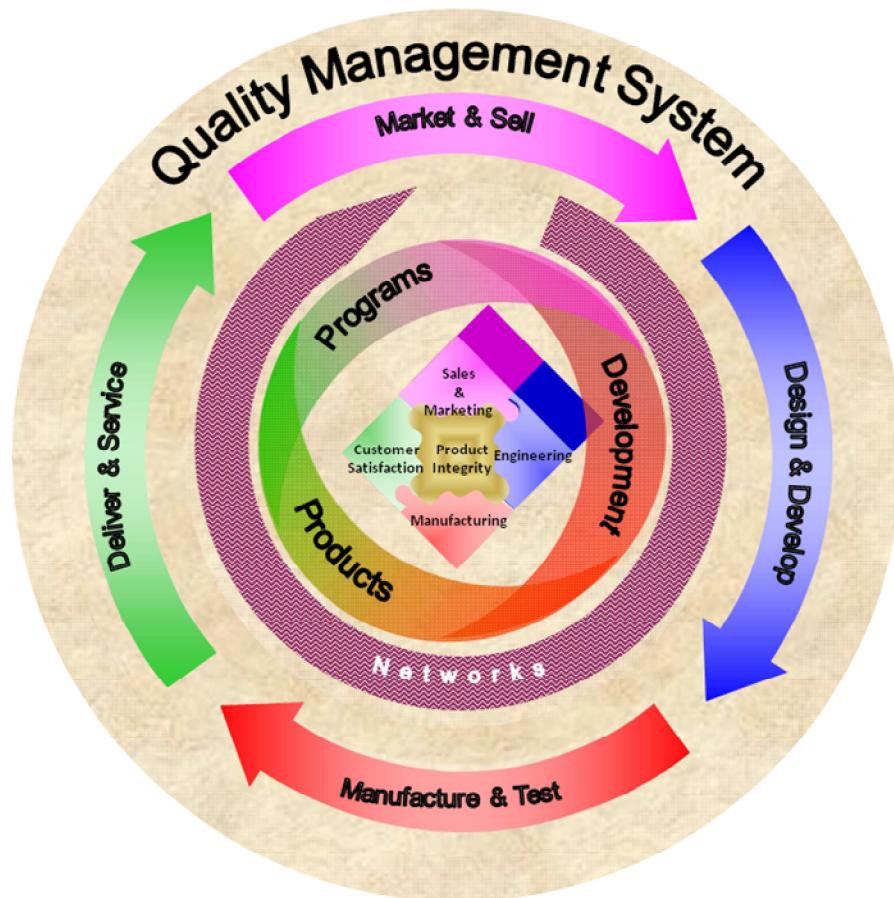 Quality Management System
Market & Sell
Design & Develop
Manufacture & Test
Deliver & Service
Programs
Development
Products
Networks
Sales
&
Marketing
Customer
Satisfaction
Product
Integrity
Engineering
Manufacturing